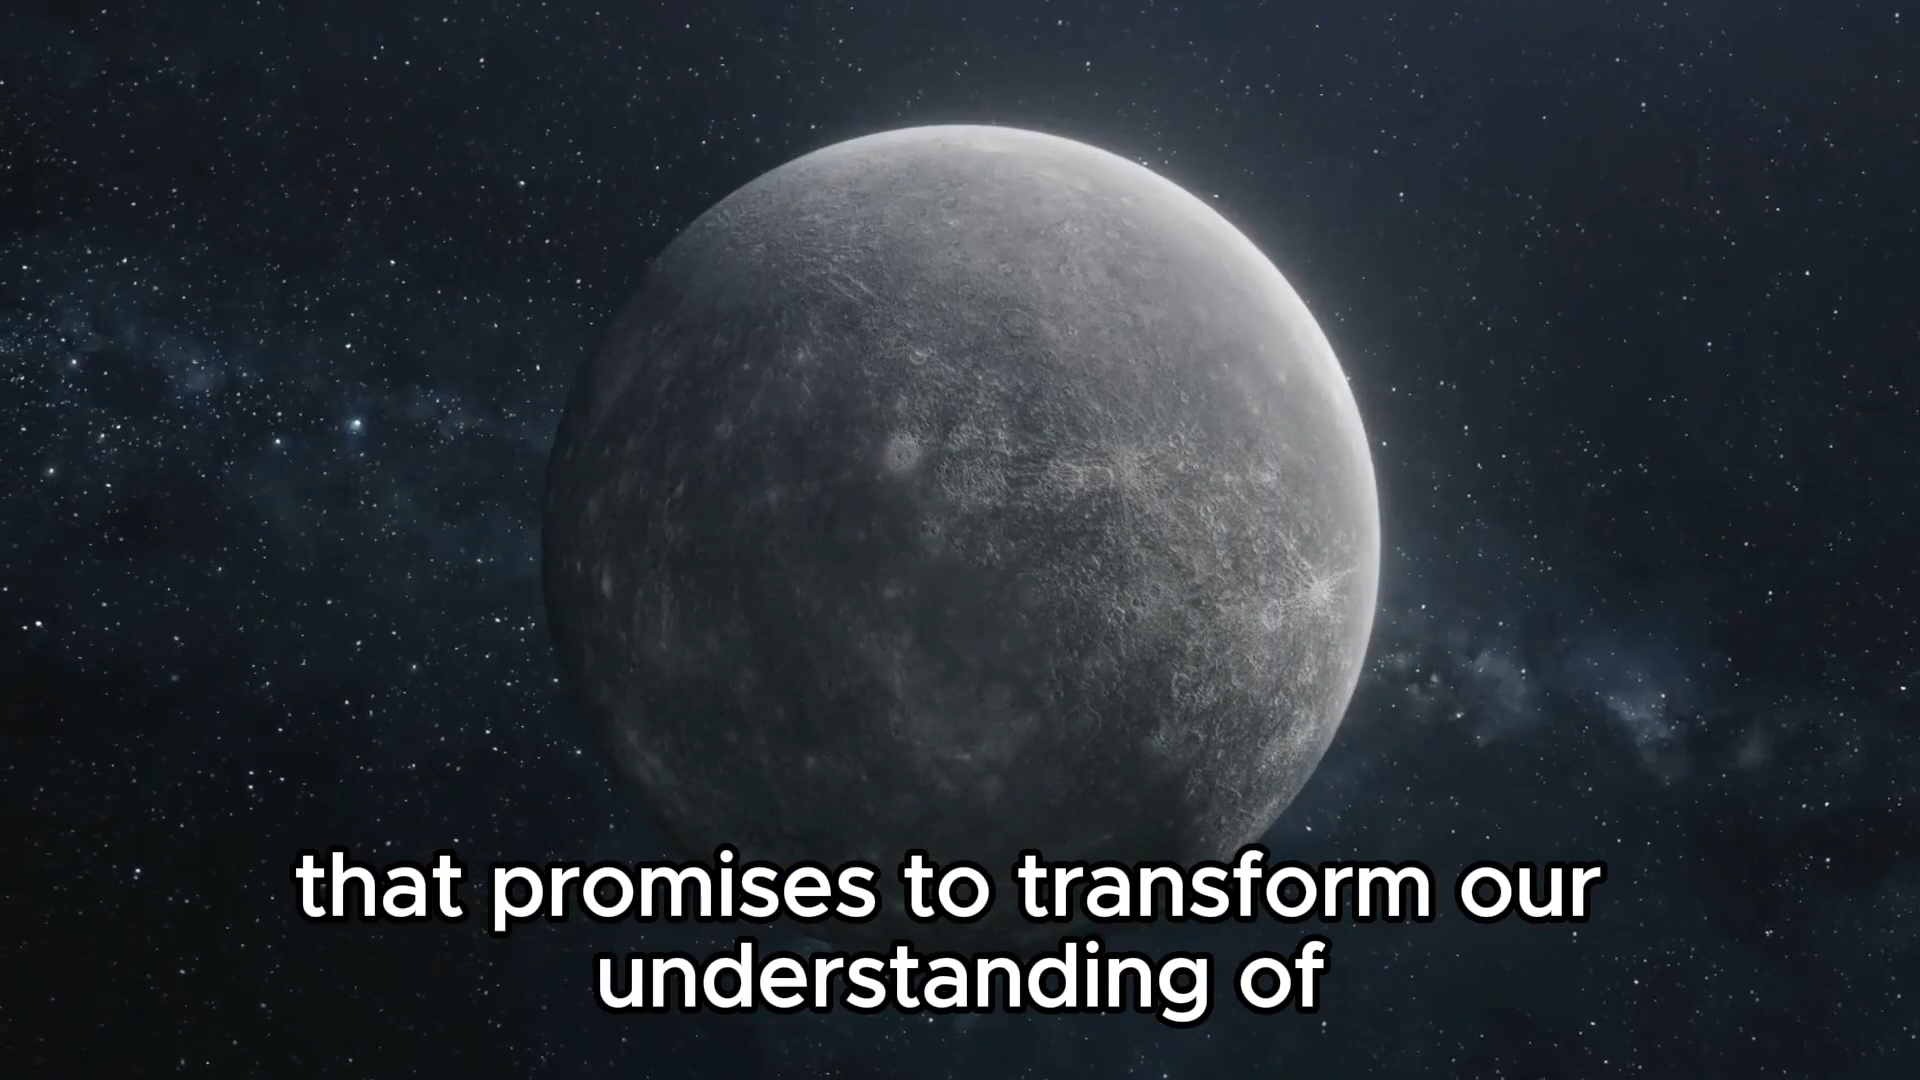 that promises to transform our
understanding of